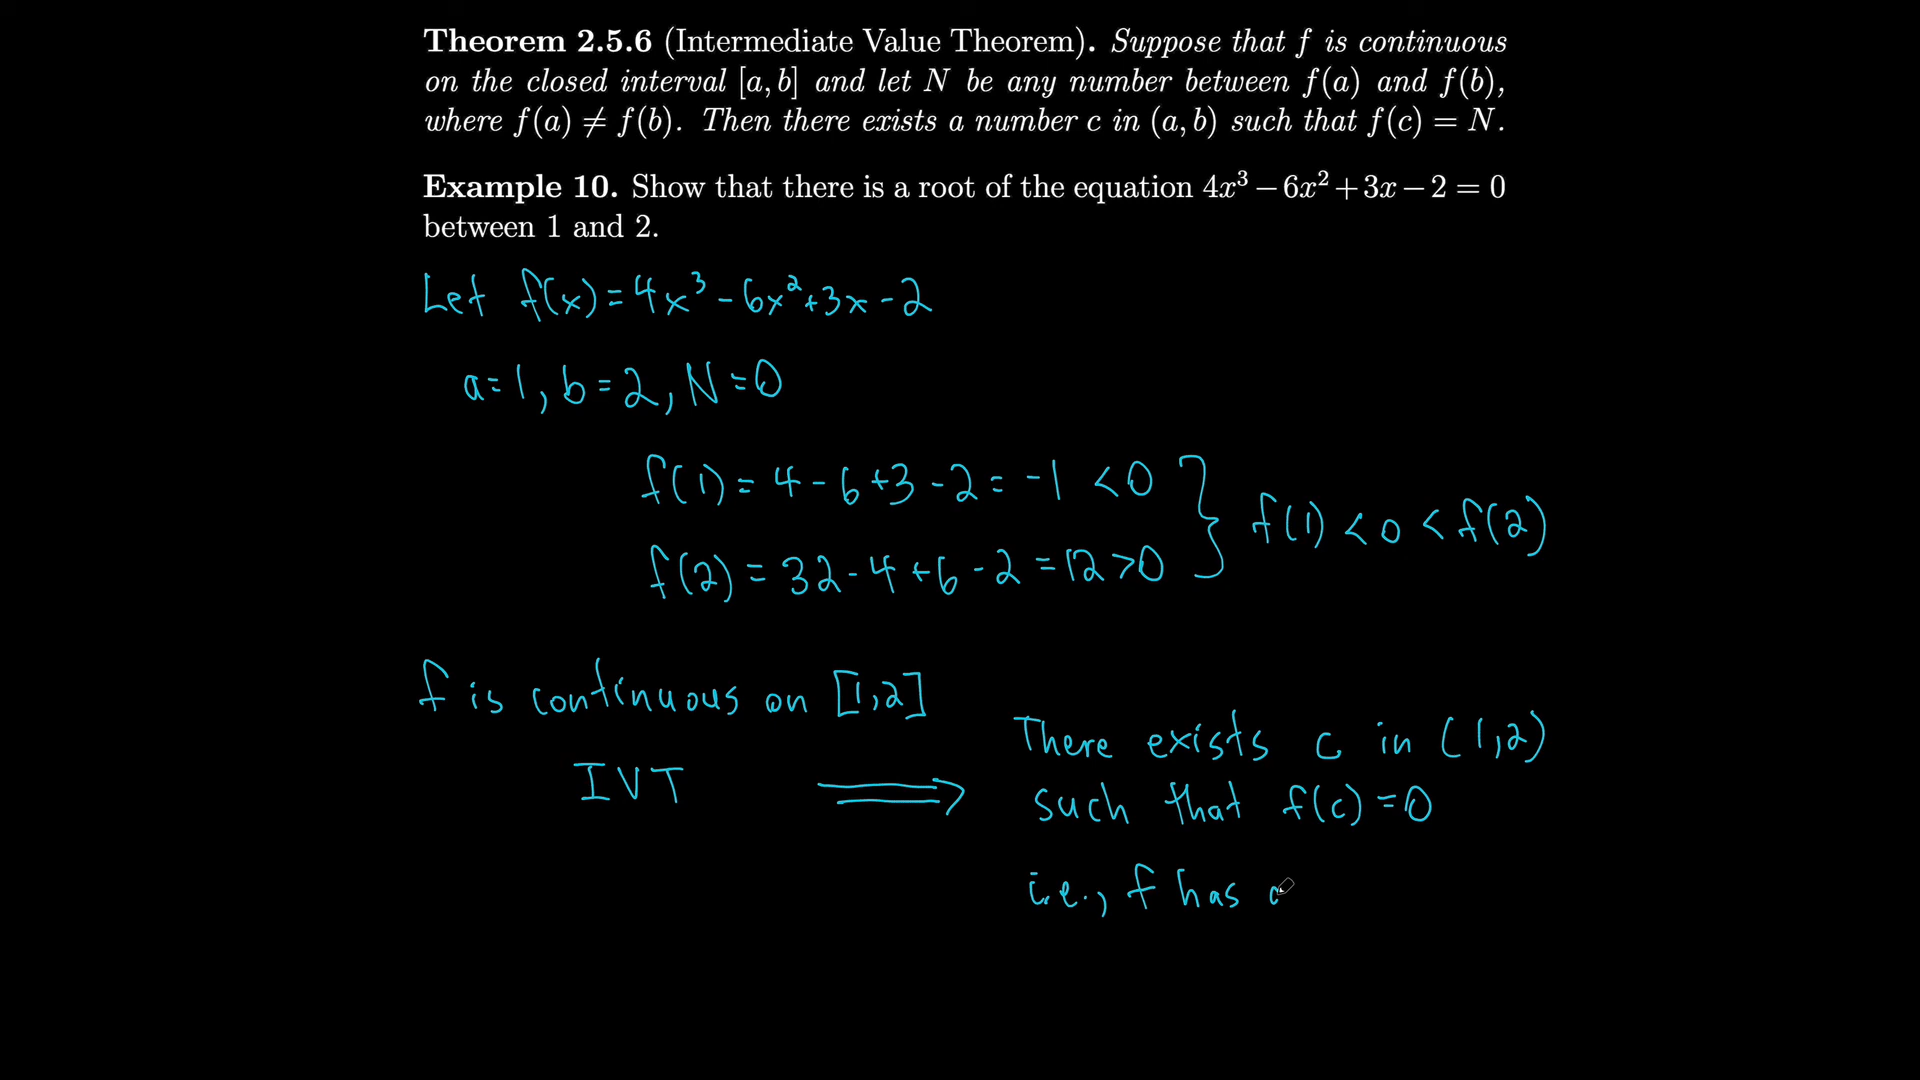 Theorem 2.5.6 (Intermediate Value Theorem). Suppose that f is continuous
on the closed interval [a, b] and let N be any number between f(a) and f(b),
where f(a) ≠ f(b). Then there exists a number c in (a, b) such that f(c) = N.
Example 10. Show that there is a root of the equation 4x³ − 6x² + 3x − 2 = 0
between 1 and 2.
Let f(x) = 4x³ - 6x² + 3x - 2
a = 1, b = 2, N = 0
f(1) = 4 - 6 + 3 - 2 = -1 < 0
f(2) = 32 - 4 + 6 - 2 = 12 > 0
} f(1) < 0 < f(2)
f is continuous on [1,2]
IVT ⟹
There exists c in (1,2)
such that f(c) = 0
i.e., f has